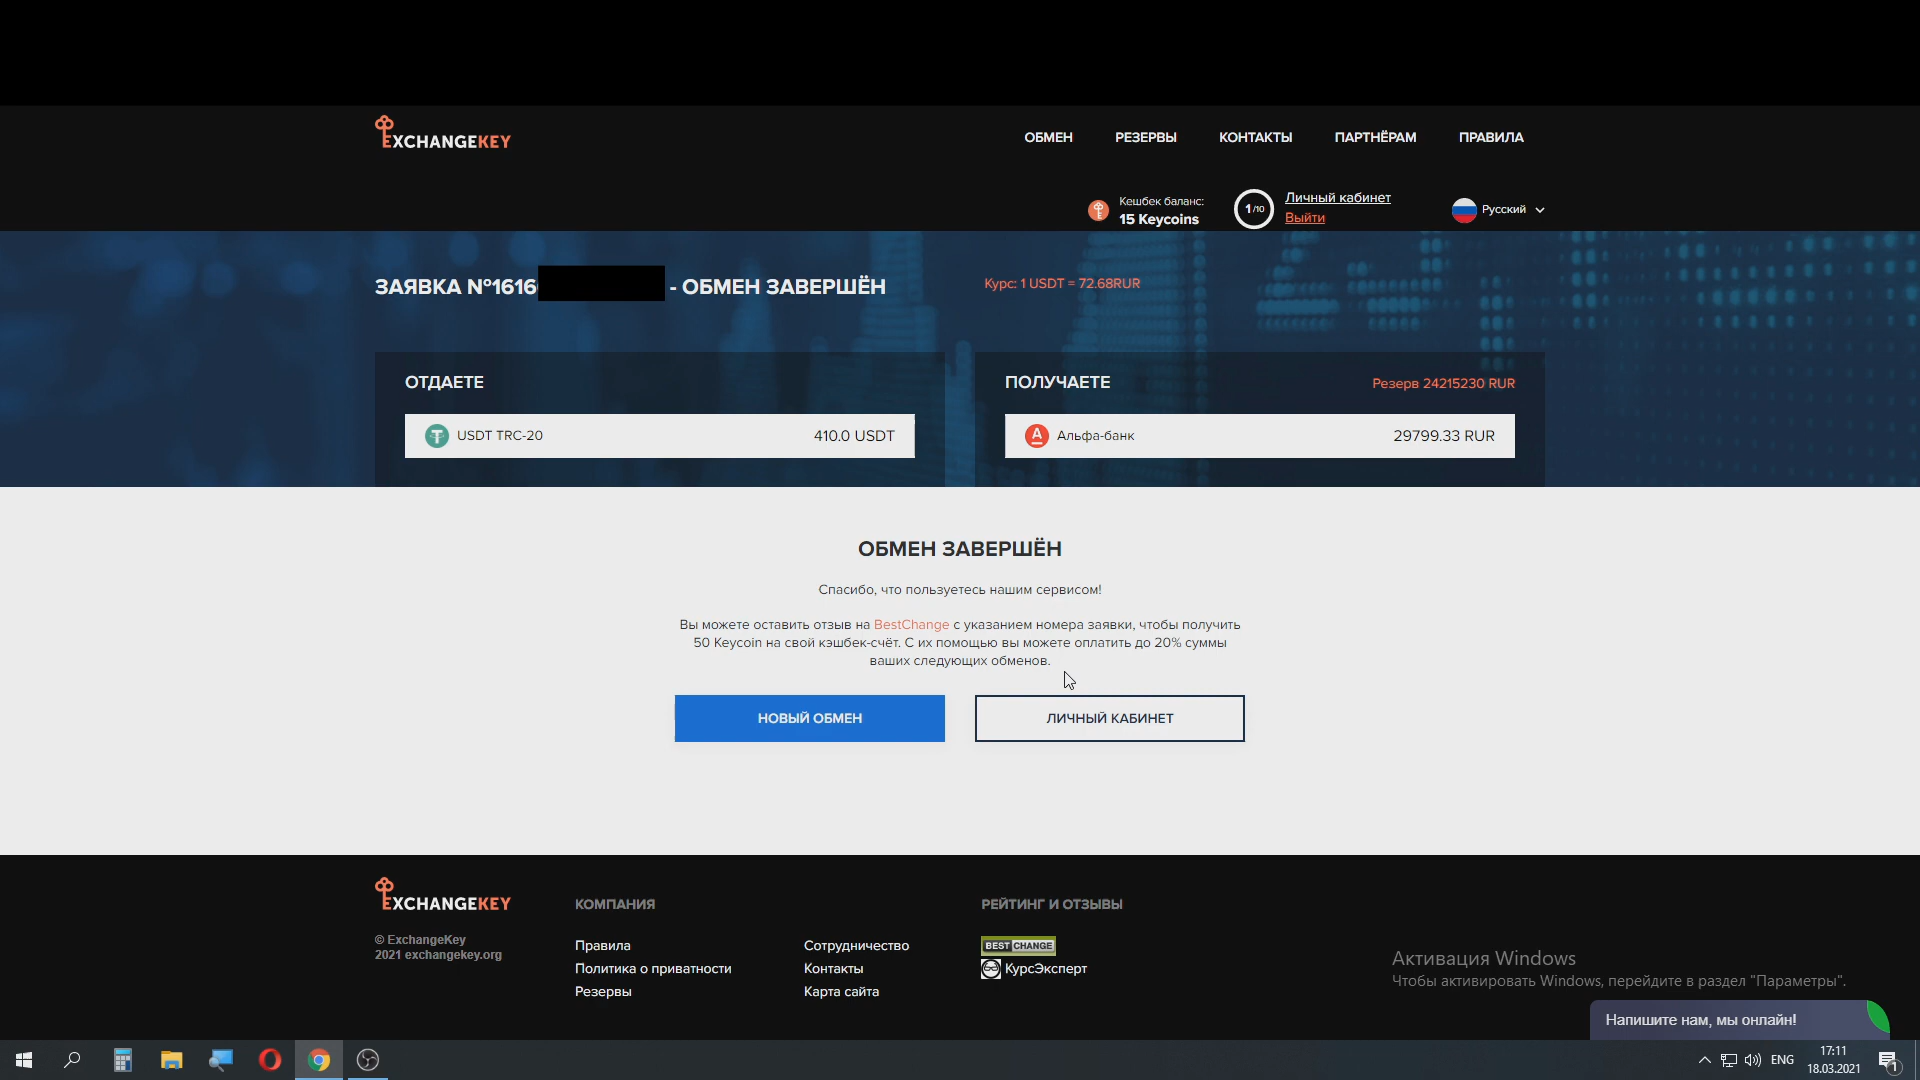 EXCHANGEKEY
ОБМЕН РЕЗЕРВЫ КОНТАКТЫ ПАРТНЁРАМ ПРАВИЛА
Кешбек баланс:
15 Keycoins
1/10
Личный кабинет
Выйти
Русский
ЗАЯВКА №1616 - ОБМЕН ЗАВЕРШЁН
Курс: 1 USDT = 72.68RUR
ОТДАЕТЕ
USDT TRC-20 410.0 USDT
ПОЛУЧАЕТЕ Резерв 24215230 RUR
Альфа-банк 29799.33 RUR
ОБМЕН ЗАВЕРШЁН
Спасибо, что пользуетесь нашим сервисом!
Вы можете оставить отзыв на BestChange с указанием номера заявки, чтобы получить
50 Keycoin на свой кэшбек-счёт. С их помощью вы можете оплатить до 20% суммы
ваших следующих обменов.
НОВЫЙ ОБМЕН ЛИЧНЫЙ КАБИНЕТ
EXCHANGEKEY
© ExchangeKey
2021 exchangekey.org
КОМПАНИЯ
Правила
Политика о приватности
Резервы
Сотрудничество
Контакты
Карта сайта
РЕЙТИНГ И ОТЗЫВЫ
BEST CHANGE
КурсЭксперт
Активация Windows
Чтобы активировать Windows, перейдите в раздел "Параметры".
Напишите нам, мы онлайн!
ENG
17:11
18.03.2021
1